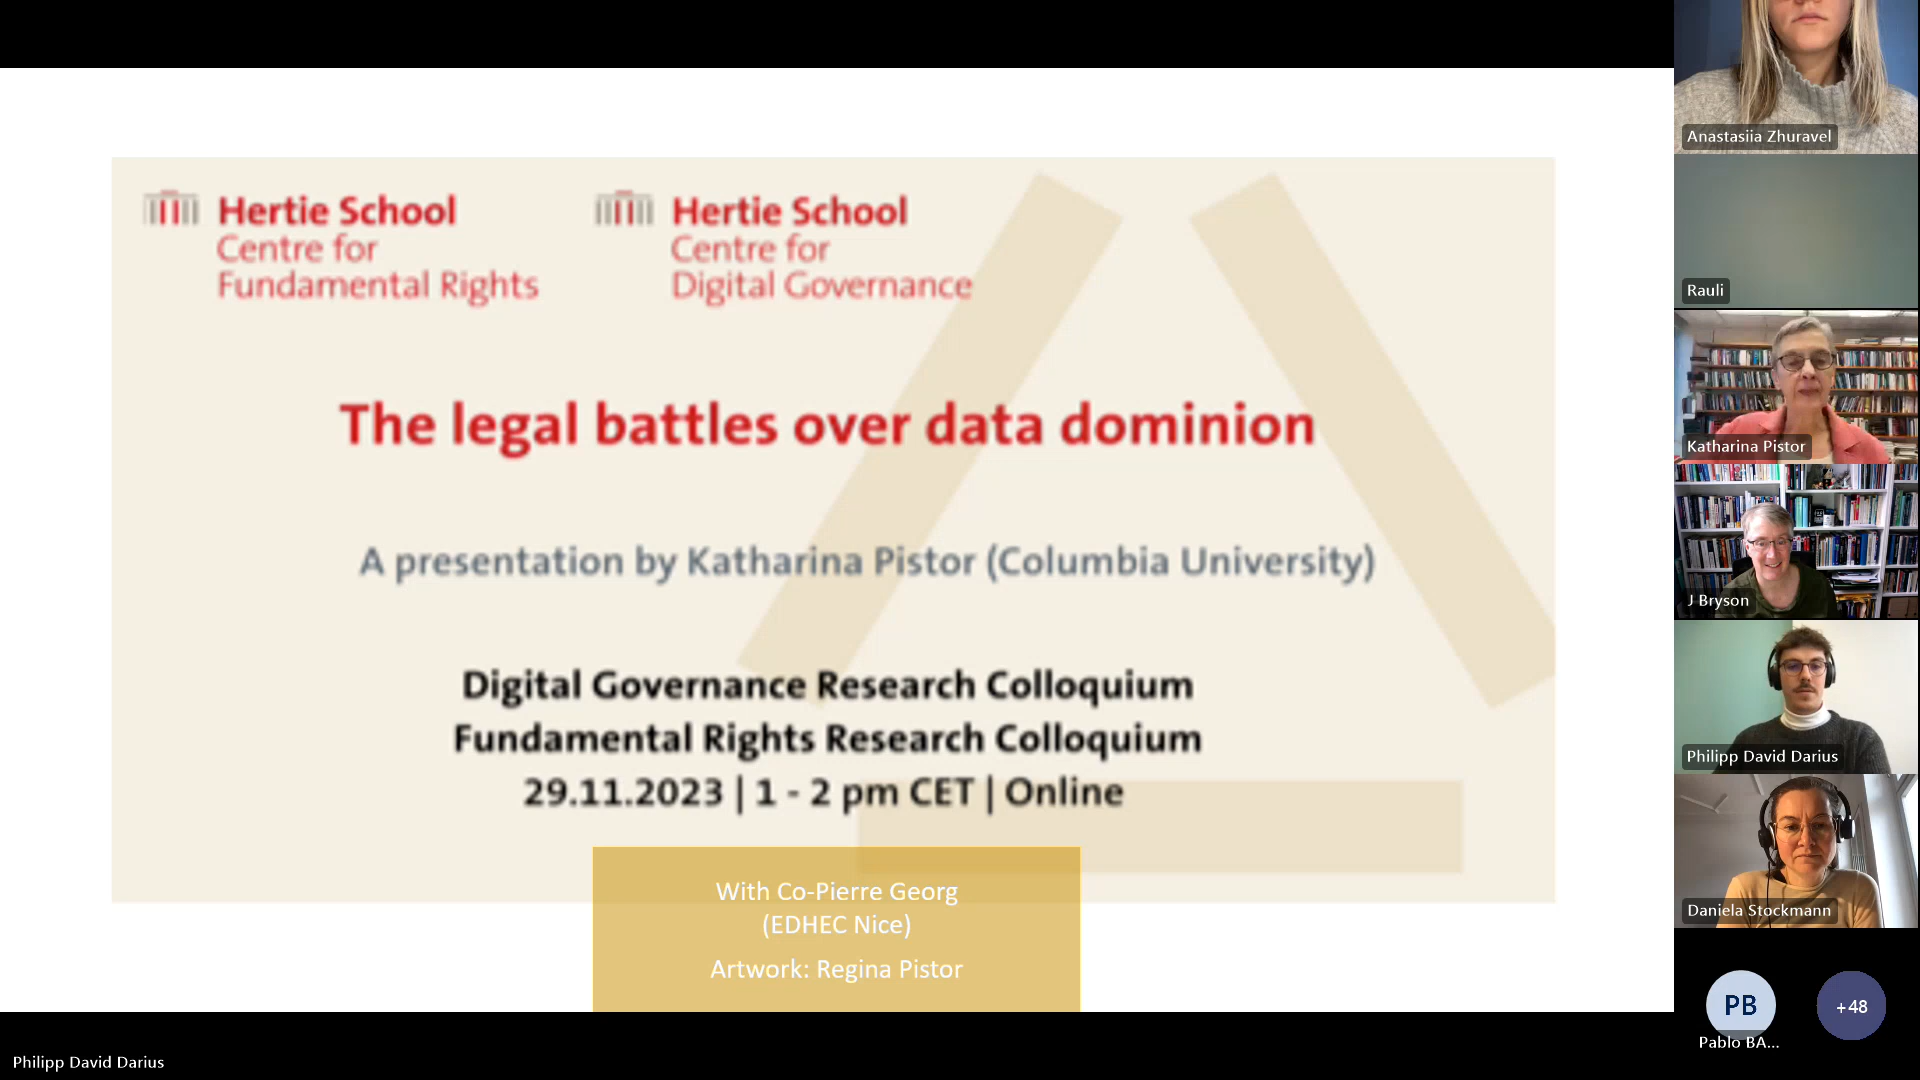 Hertie School
Centre for
Fundamental Rights
Hertie School
Centre for
Digital Governance
The legal battles over data dominion
A presentation by Katharina Pistor (Columbia University)
Digital Governance Research Colloquium
Fundamental Rights Research Colloquium
29.11.2023 | 1 - 2 pm CET | Online
With Co-Pierre Georg
(EDHEC Nice)
Artwork: Regina Pistor
Anastasiia Zhuravel
Rauli
Katharina Pistor
J Bryson
Philipp David Darius
Daniela Stockmann
PB
+48
Pablo BA...
Philipp David Darius